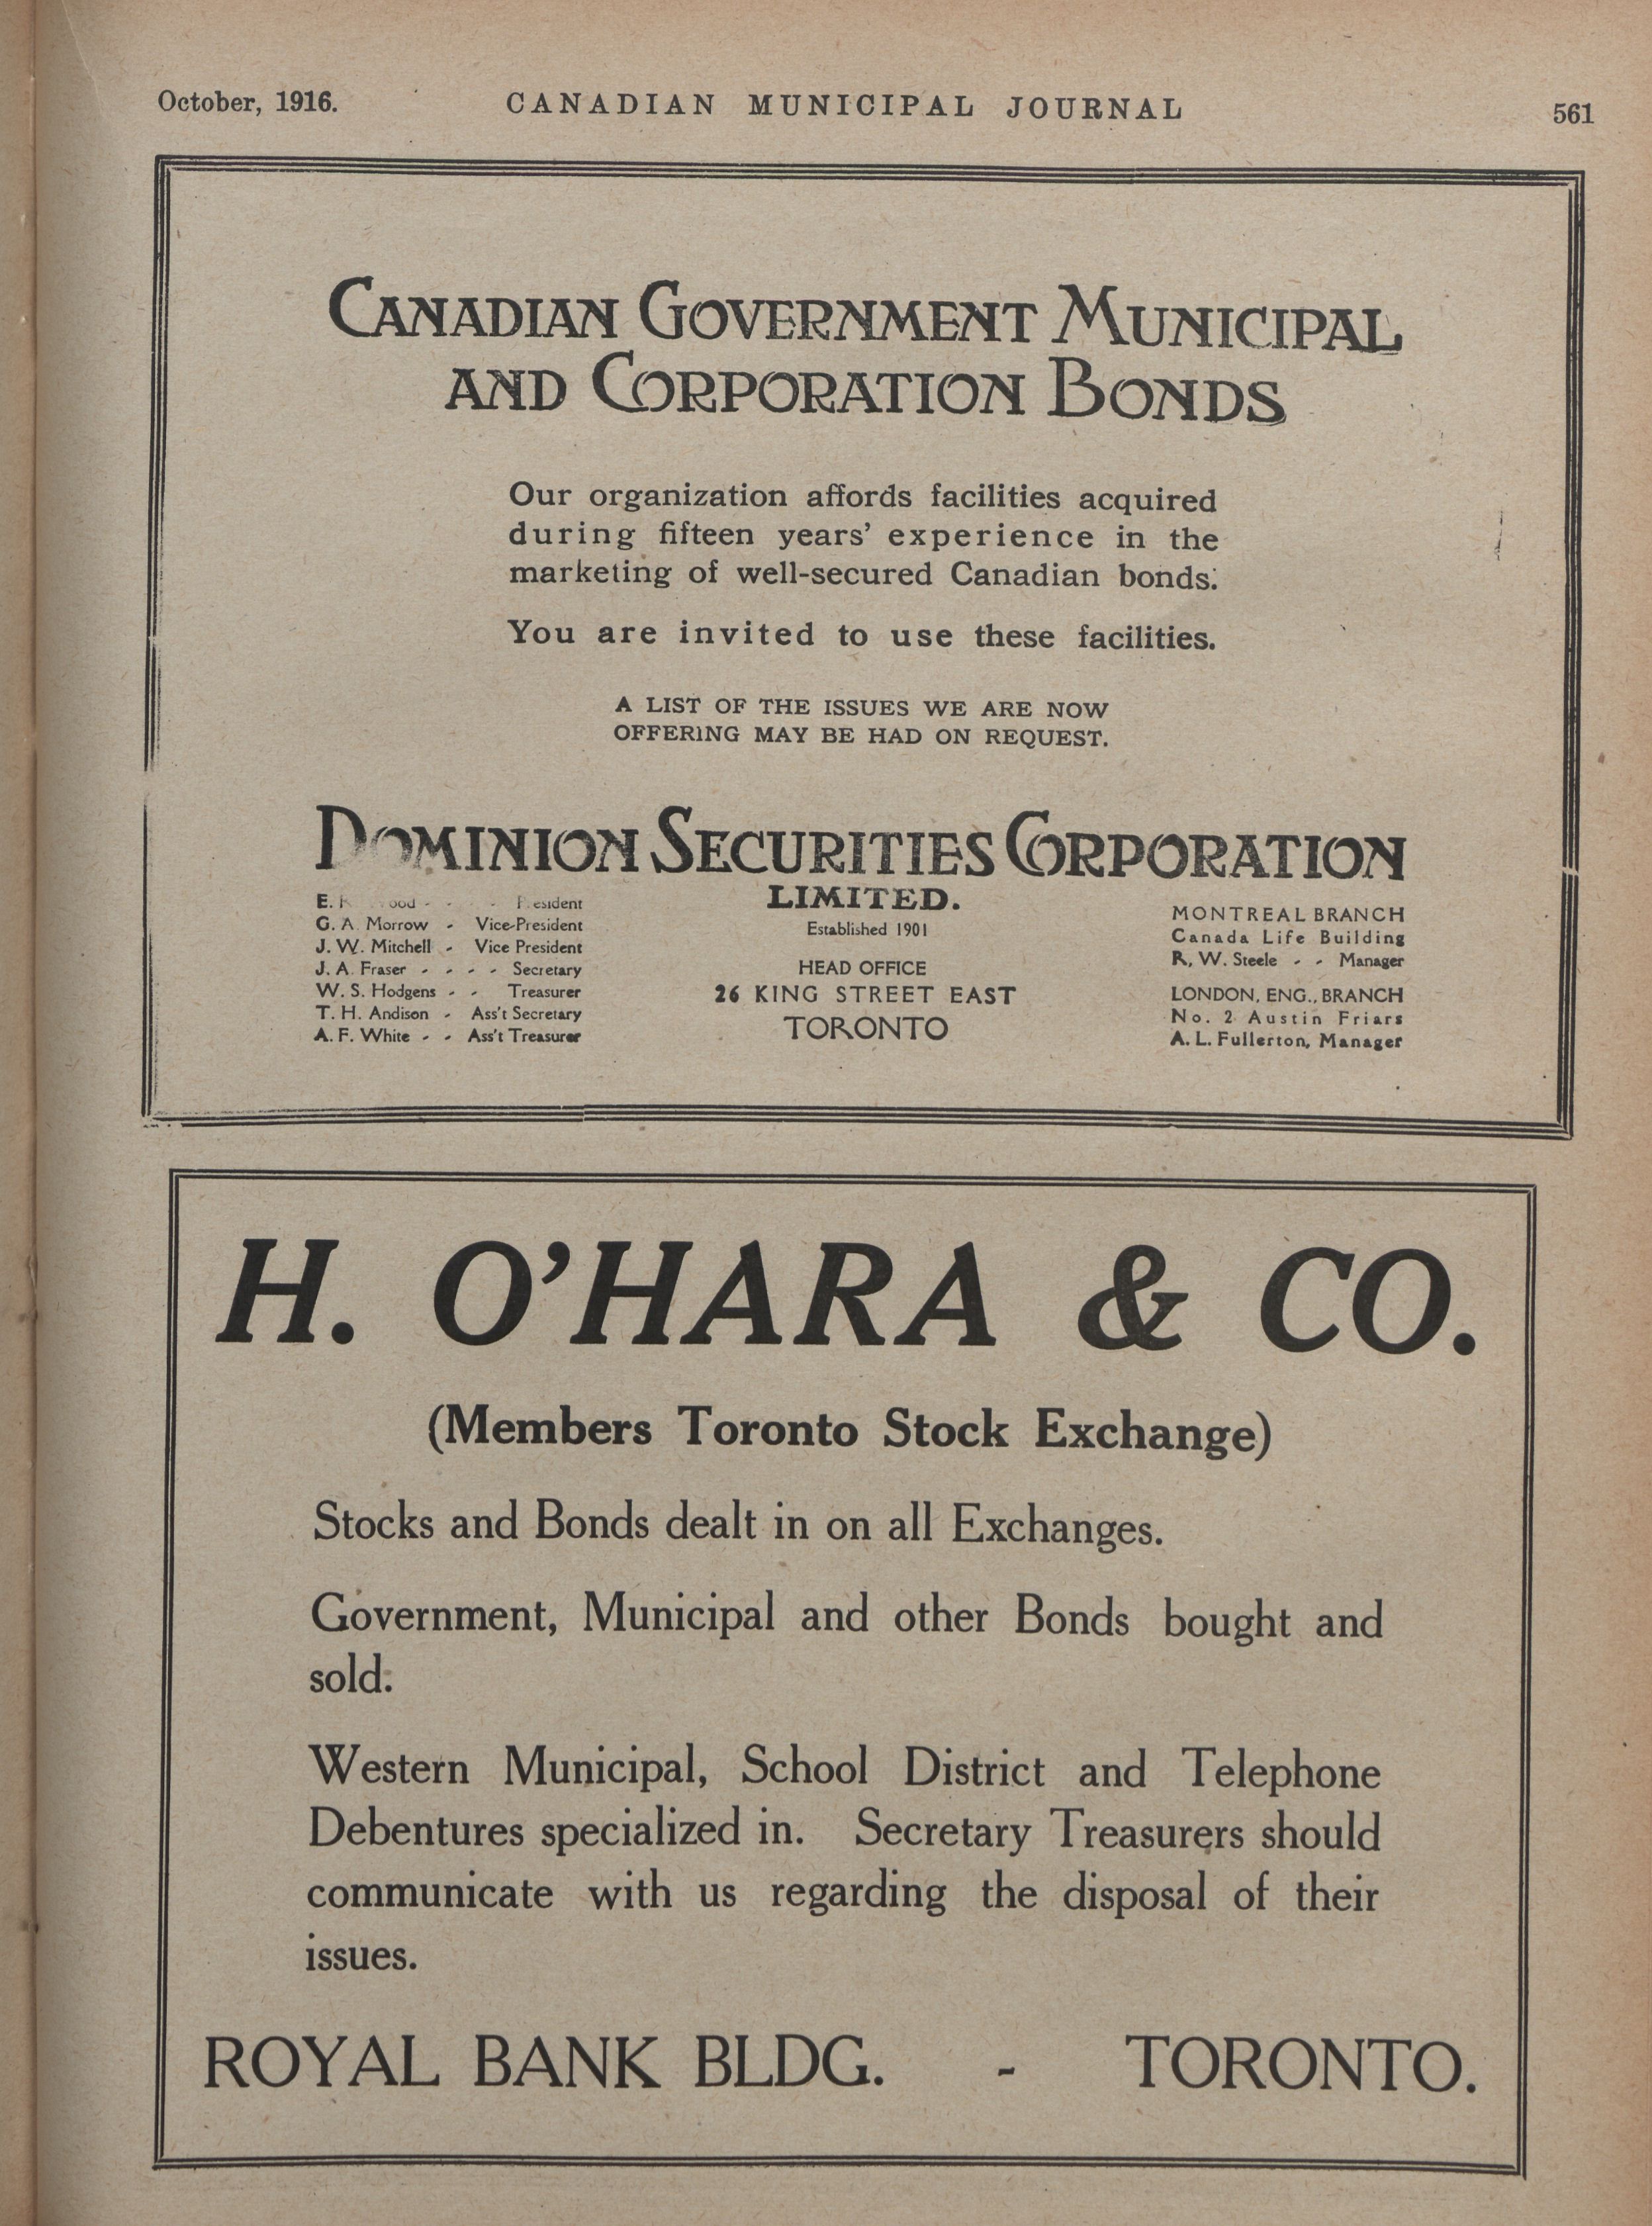 October, 1916.
CANADIAN MUNICIPAL JOURNAL
561
CANADIAN GOVERNMENT MUNICIPAL
AND CORPORATION BONDS
Our organization affords facilities acquired
during fifteen years' experience in the
marketing of well-secured Canadian bonds.
You are invited to use these facilities.
A LIST OF THE ISSUES WE ARE NOW
OFFERING MAY BE HAD ON REQUEST.
DOMINION SECURITIES CORPORATION
LIMITED.
Established 1901
HEAD OFFICE
26 KING STREET EAST
TORONTO
E. - - - President
G. A. Morrow - Vice-President
J. W. Mitchell - Vice President
J. A. Fraser - - - - Secretary
W. S. Hodgens - - Treasurer
T. H. Andison - Ass't Secretary
A. F. White - - Ass't Treasurer
MONTREAL BRANCH
Canada Life Building
R. W. Steele - - Manager
LONDON, ENG., BRANCH
No. 2 Austin Friars
A. L. Fullerton, Manager
H. O'HARA & CO.
(Members Toronto Stock Exchange)
Stocks and Bonds dealt in on all Exchanges.
Government, Municipal and other Bonds bought and
sold.
Western Municipal, School District and Telephone
Debentures specialized in. Secretary Treasurers should
communicate with us regarding the disposal of their
issues.
ROYAL BANK BLDG. - TORONTO.